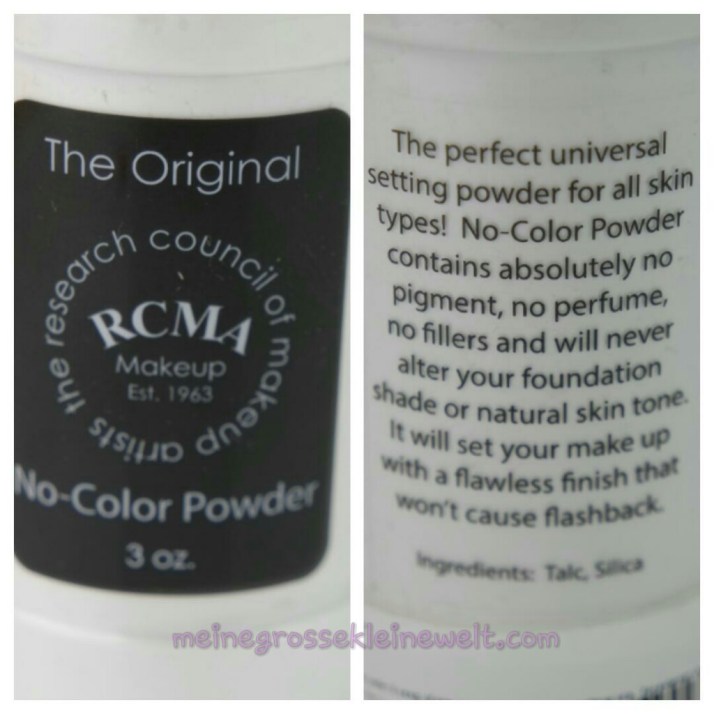 The Original
the research council of makeup artists
RCMA
Makeup
Est. 1963
No-Color Powder
3 oz.
The perfect universal
setting powder for all skin
types! No-Color Powder
contains absolutely no
pigment, no perfume,
no fillers and will never
alter your foundation
shade or natural skin tone.
It will set your make up
with a flawless finish that
won't cause flashback.
Ingredients: Talc, Silica
meinegrossekleinewelt.com